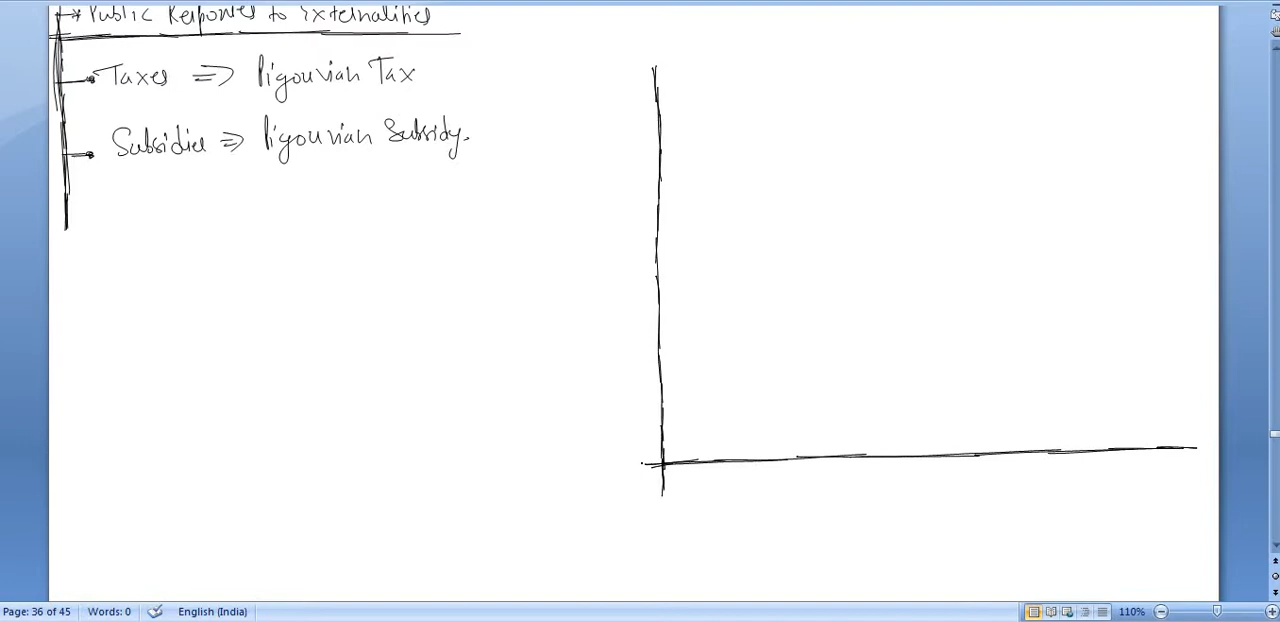 Public Responses to Externalities
Taxes ⇒ Pigouvian Tax
Subsidies ⇒ Pigouvian Subsidy.
Page: 36 of 45 Words: 0 English (India) 110%